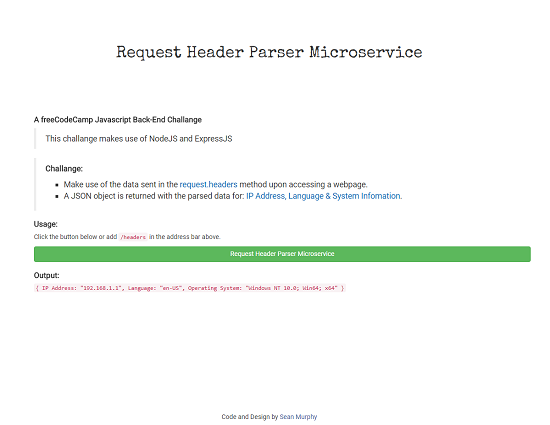 Request Header Parser Microservice
A freeCodeCamp Javascript Back-End Challange
This challange makes use of NodeJS and ExpressJS
Challange:
Make use of the data sent in the request.headers method upon accessing a webpage.
A JSON object is returned with the parsed data for: IP Address, Language & System Infomation.
Usage:
Click the button below or add /headers in the address bar above.
Request Header Parser Microservice
Output:
{ IP Address: "192.168.1.1", Language: "en-US", Operating System: "Windows NT 10.0; Win64; x64" }
Code and Design by Sean Murphy